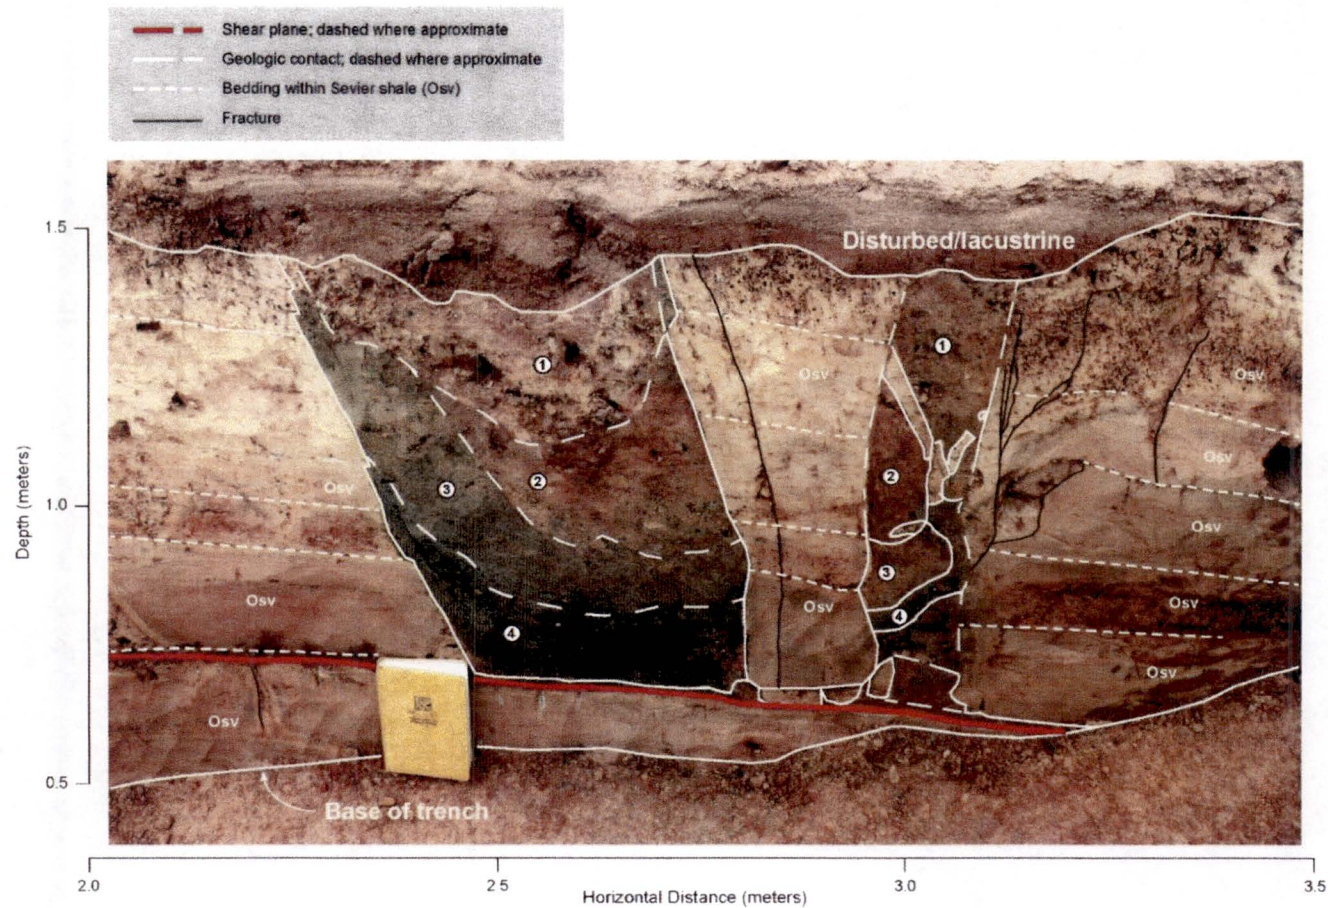 Shear plane; dashed where approximate
Geologic contact; dashed where approximate
Bedding within Sevier shale (Osv)
Fracture
1.5
Disturbed/lacustrine
1
1
Osv
Osv
Osv
2
2
3
Osv
1.0
Osv
3
Osv
Osv
Osv
4
4
Osv
Osv
0.5
Base of trench
Depth (meters)
2.0
2 5
3.0
3.5
Horizontal Distance (meters)